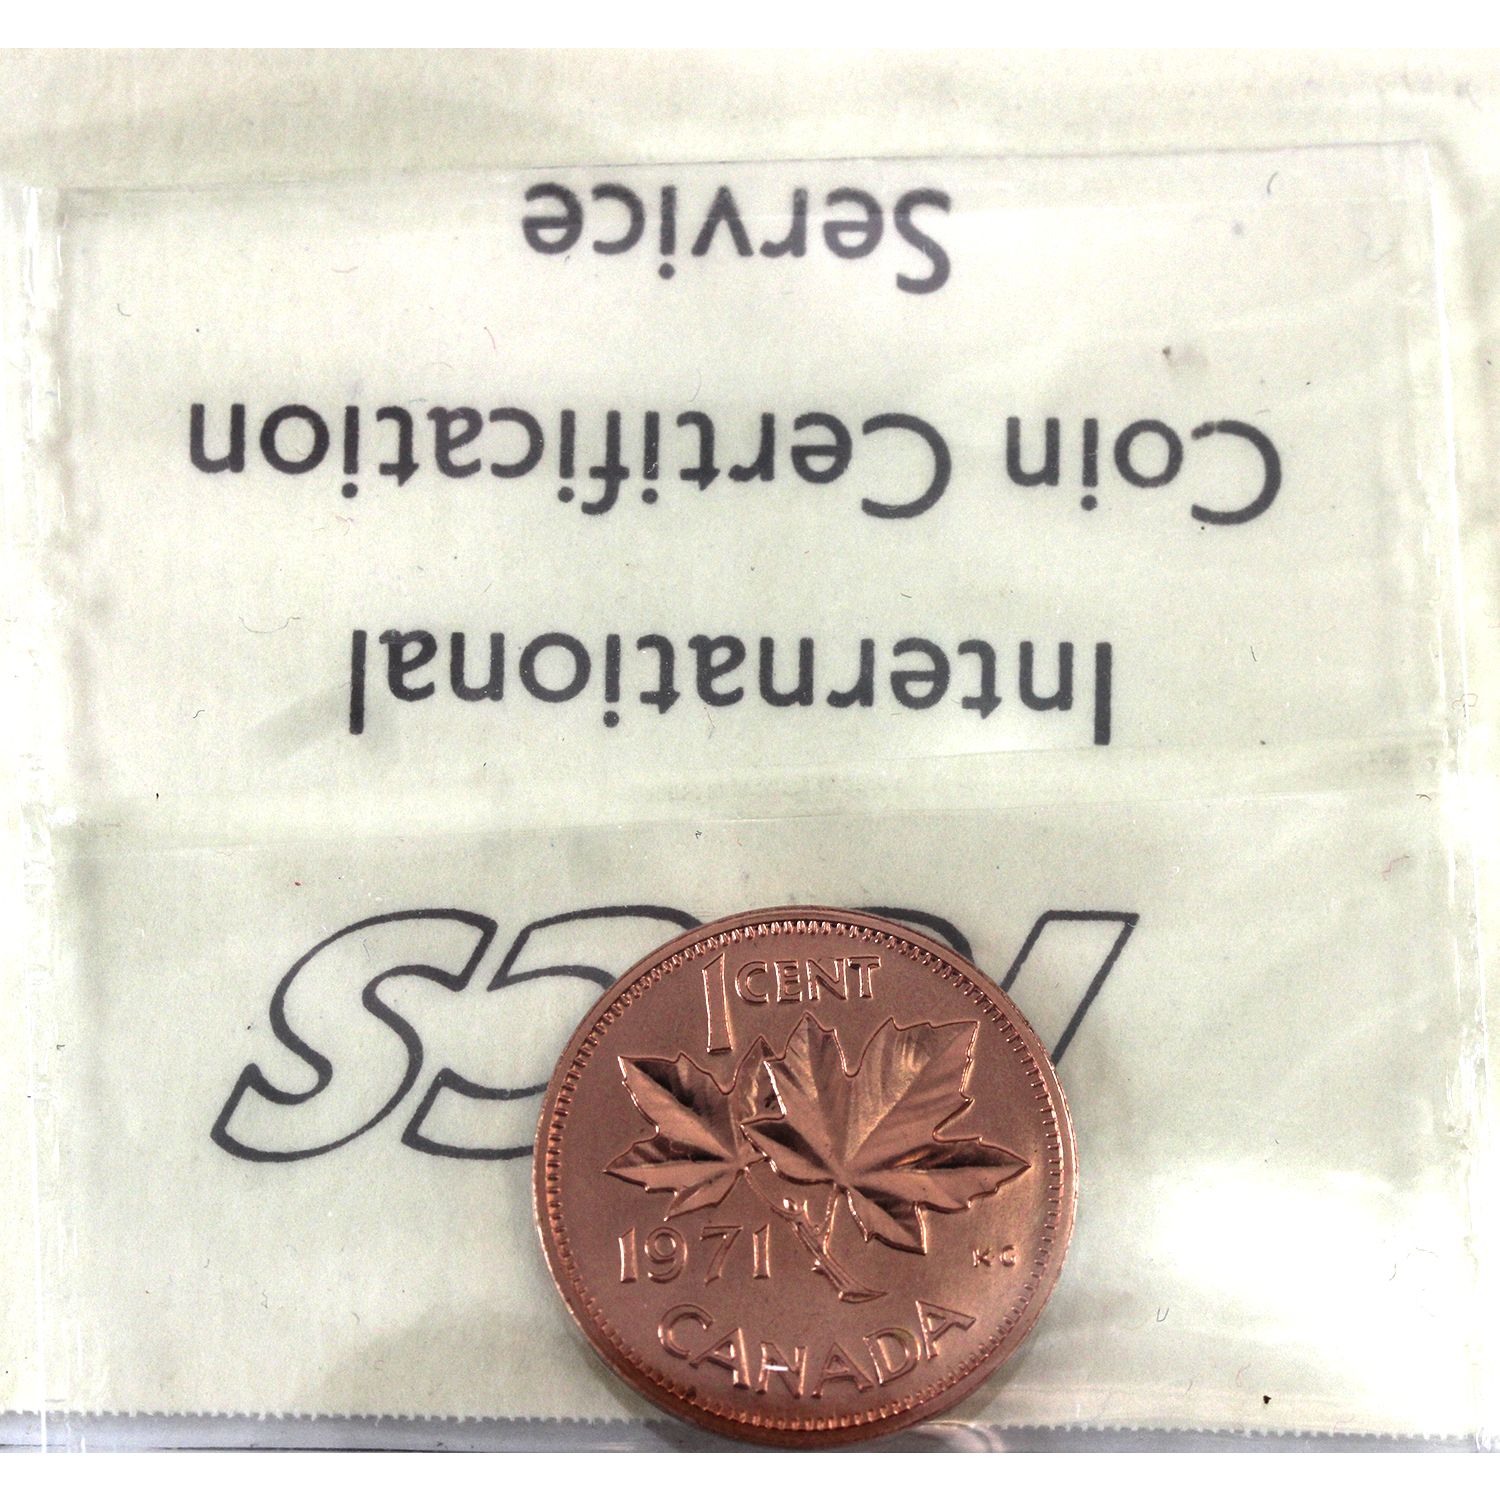 ICCS
International
Coin Certification
Service
1 CENT
1971
KG
CANADA